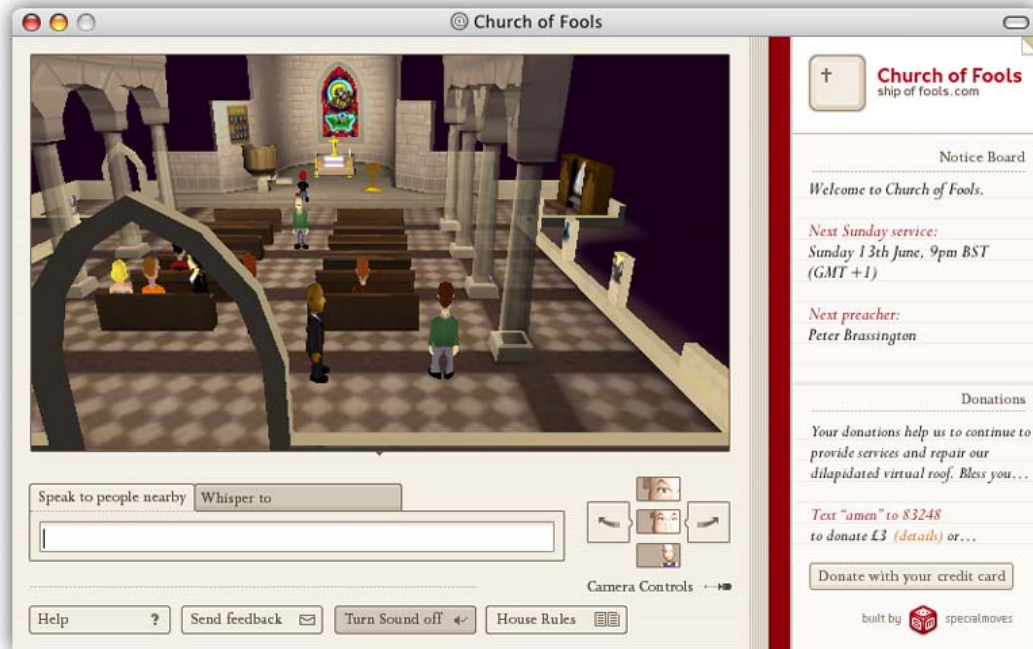 @ Church of Fools
Church of Fools
ship of fools.com
Notice Board
Welcome to Church of Fools.
Next Sunday service:
Sunday 13th June, 9pm BST
(GMT +1)
Next preacher:
Peter Brassington
Donations
Your donations help us to continue to
provide services and repair our
dilapidated virtual roof. Bless you...
Text "amen" to 83248
to donate £3 (details) or...
Donate with your credit card
built by specialmoves
Speak to people nearby
Whisper to
Camera Controls
Help ?
Send feedback
Turn Sound off
House Rules